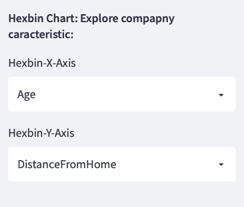 Hexbin Chart: Explore compapny
caracteristic:
Hexbin-X-Axis
Age
Hexbin-Y-Axis
DistanceFromHome